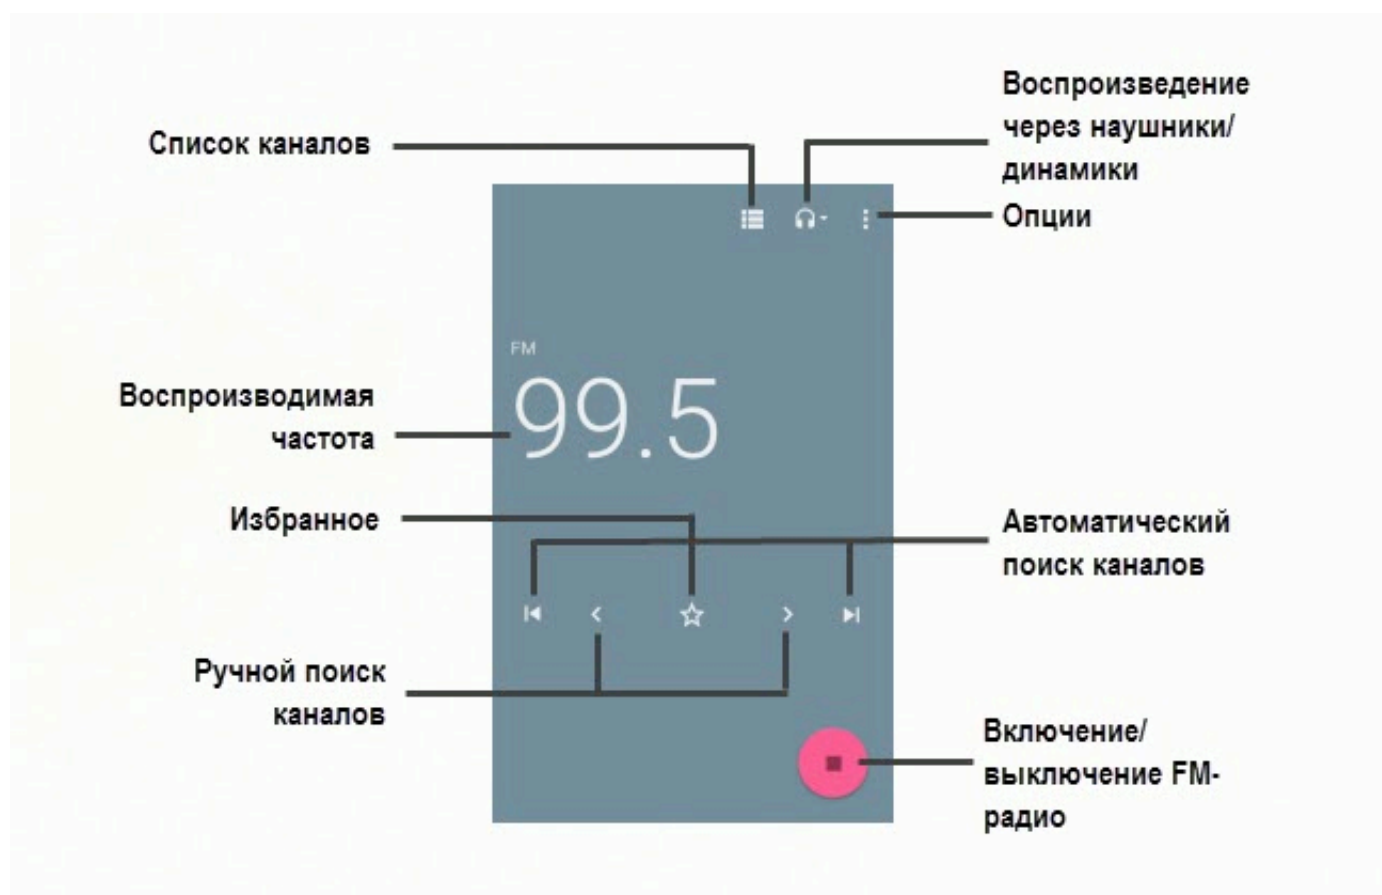 Воспроизведение
через наушники/
динамики
Список каналов
Опции
FM
99.5
Воспроизводимая
частота
Избранное
Автоматический
поиск каналов
Ручной поиск
каналов
Включение/
выключение FM-
радио